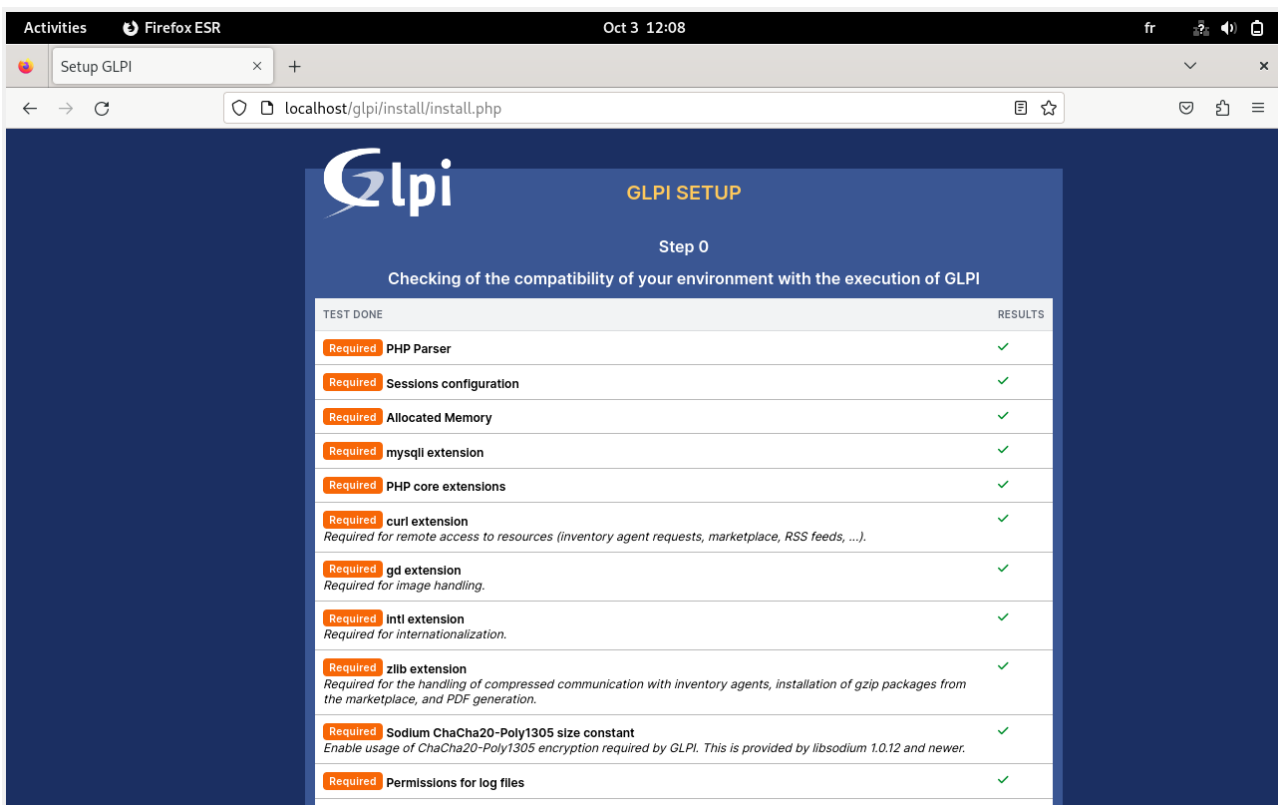 Activities Firefox ESR Oct 3 12:08 fr
Setup GLPI
localhost/glpi/install/install.php
Glpi
GLPI SETUP
Step 0
Checking of the compatibility of your environment with the execution of GLPI
TEST DONE RESULTS
Required PHP Parser
Required Sessions configuration
Required Allocated Memory
Required mysqli extension
Required PHP core extensions
Required curl extension
Required for remote access to resources (inventory agent requests, marketplace, RSS feeds, ...).
Required gd extension
Required for image handling.
Required intl extension
Required for internationalization.
Required zlib extension
Required for the handling of compressed communication with inventory agents, installation of gzip packages from
the marketplace, and PDF generation.
Required Sodium ChaCha20-Poly1305 size constant
Enable usage of ChaCha20-Poly1305 encryption required by GLPI. This is provided by libsodium 1.0.12 and newer.
Required Permissions for log files